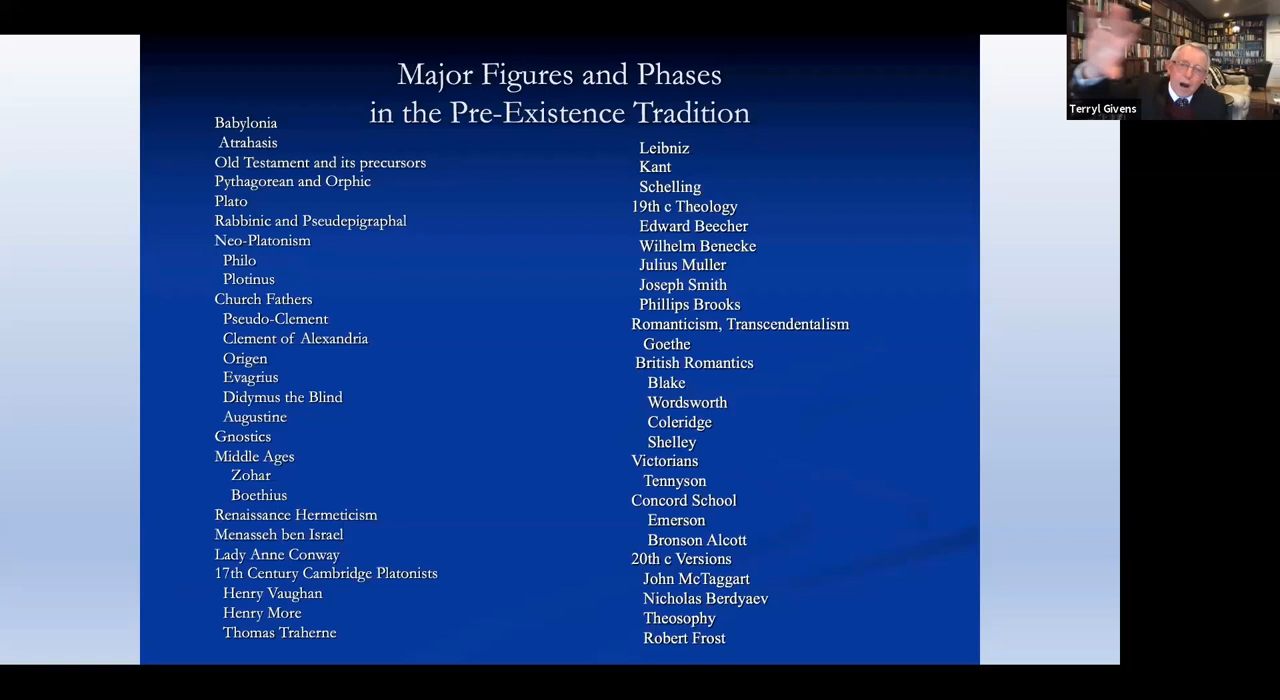 Major Figures and Phases
in the Pre-Existence Tradition
Babylonia
Atrahasis
Old Testament and its precursors
Pythagorean and Orphic
Plato
Rabbinic and Pseudepigraphal
Neo-Platonism
Philo
Plotinus
Church Fathers
Pseudo-Clement
Clement of Alexandria
Origen
Evagrius
Didymus the Blind
Augustine
Gnostics
Middle Ages
Zohar
Boethius
Renaissance Hermeticism
Menasseh ben Israel
Lady Anne Conway
17th Century Cambridge Platonists
Henry Vaughan
Henry More
Thomas Traherne
Leibniz
Kant
Schelling
19th c Theology
Edward Beecher
Wilhelm Benecke
Julius Muller
Joseph Smith
Phillips Brooks
Romanticism, Transcendentalism
Goethe
British Romantics
Blake
Wordsworth
Coleridge
Shelley
Victorians
Tennyson
Concord School
Emerson
Bronson Alcott
20th c Versions
John McTaggart
Nicholas Berdyaev
Theosophy
Robert Frost
Terryl Givens